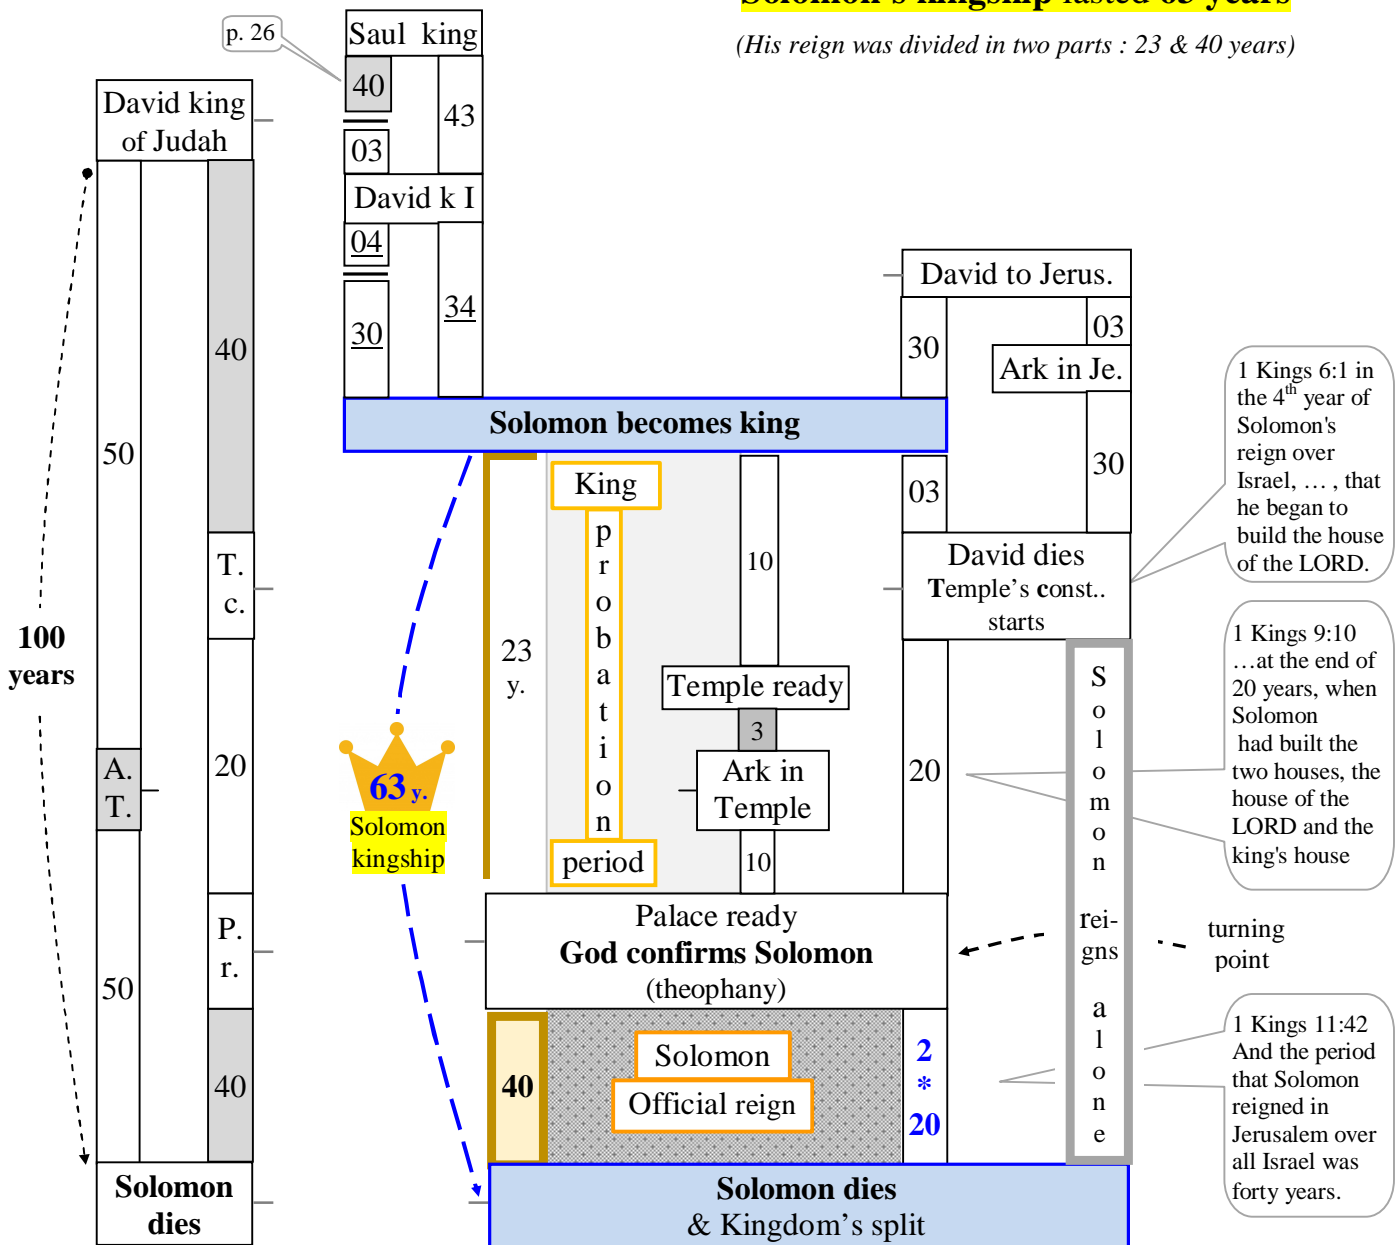 Solomon's kingship lasted 63 years
(His reign was divided in two parts : 23 & 40 years)
p. 26
Saul king
40
43
03
David king
of Judah
David k I
04
34
30
David to Jerus.
30
03
Ark in Je.
30
40
50
Solomon becomes king
03
King
probation
period
10
23
y.
David dies
Temple's const..
starts
1 Kings 6:1 in
the 4th year of
Solomon's
reign over
Israel, … , that
he began to
build the house
of the LORD.
T.
c.
100
years
Temple ready
3
Ark in
Temple
10
20
20
A.
T.
63 y.
Solomon
kingship
Solomon
rei-
gns
alone
1 Kings 9:10
…at the end of
20 years, when
Solomon
had built the
two houses, the
house of the
LORD and the
king's house
P.
r.
50
Palace ready
God confirms Solomon
(theophany)
turning
point
40
40
Solomon
Official reign
2
*
20
1 Kings 11:42
And the period
that Solomon
reigned in
Jerusalem over
all Israel was
forty years.
Solomon
dies
Solomon dies
& Kingdom's split